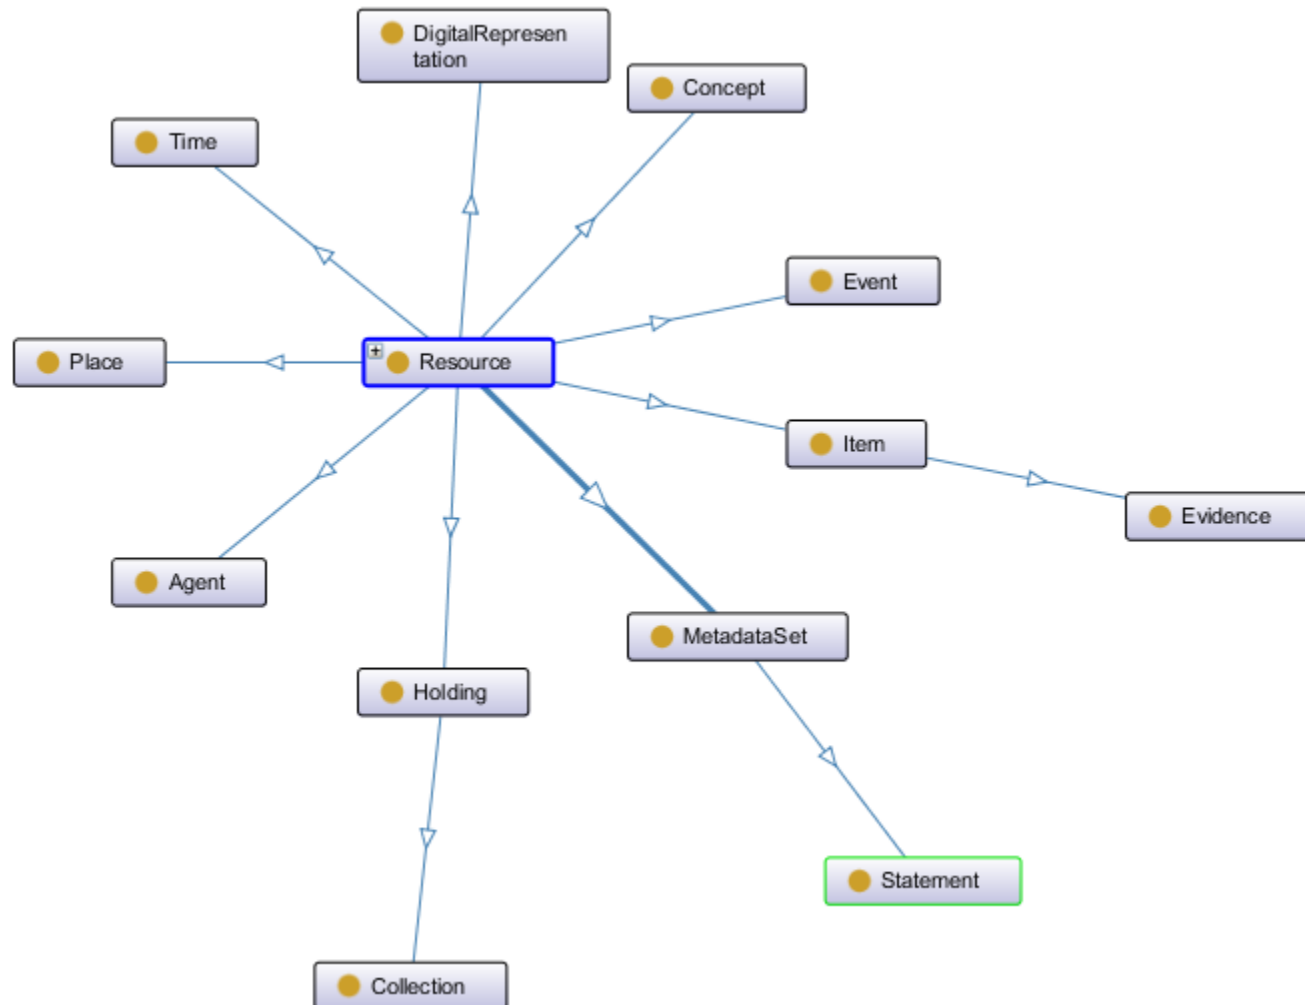 DigitalRepresen
tation
Concept
Time
Event
Place
Resource
Item
Evidence
Agent
MetadataSet
Holding
Statement
Collection